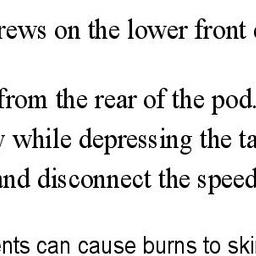 rews on the lower front
from the rear of the pod.
while depressing the ta
and disconnect the speed
ents can cause burns to ski